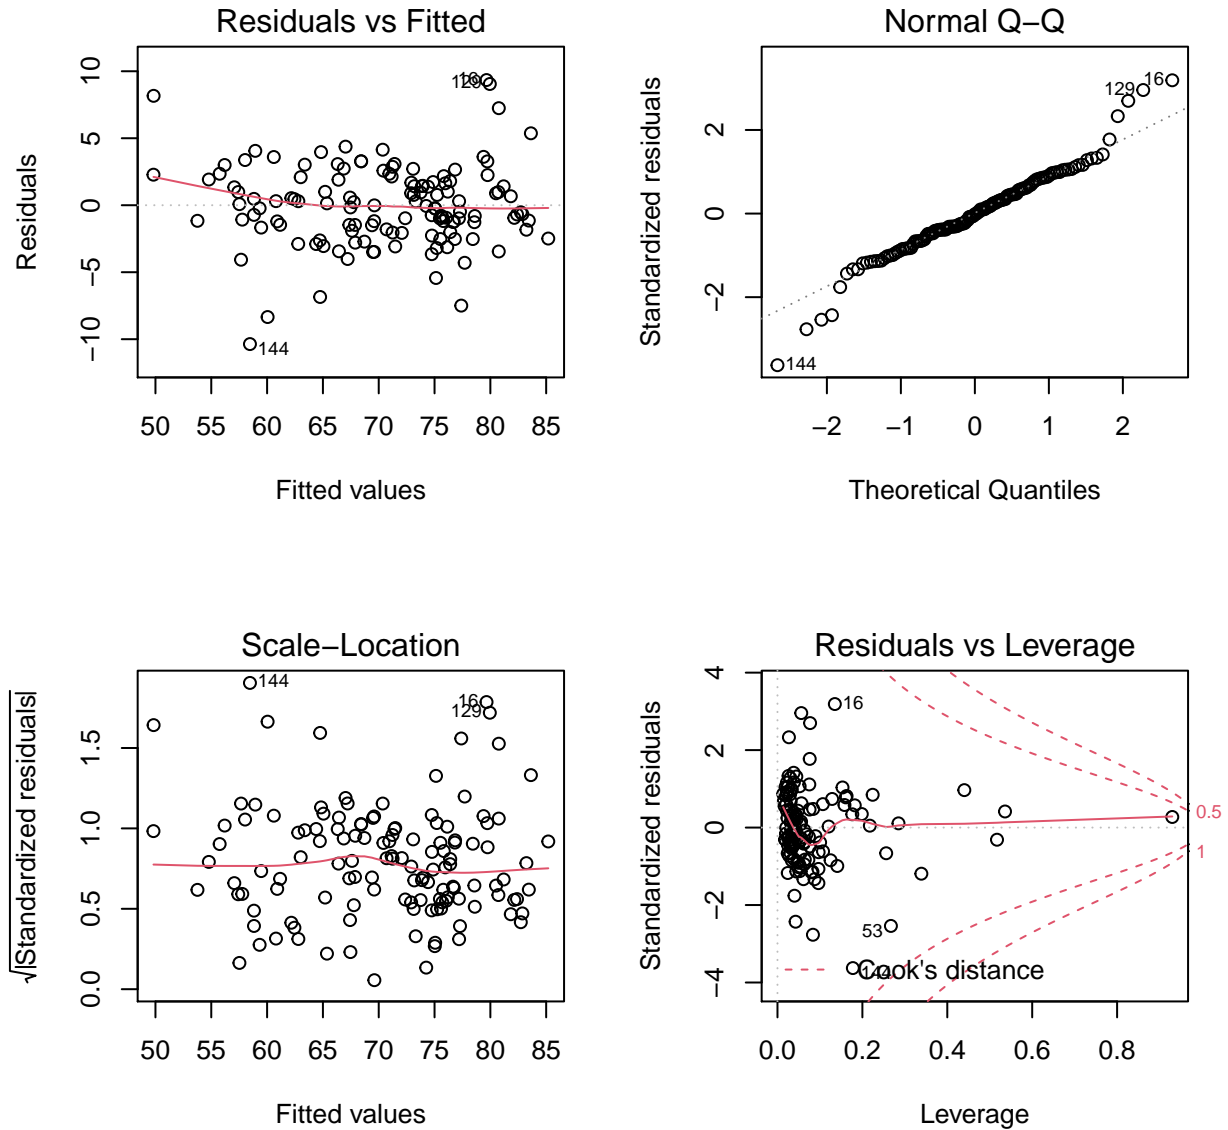 Residuals vs Fitted
Residuals
10
5
0
−5
−10
16
129
144
50 55 60 65 70 75 80 85
Fitted values
Normal Q−Q
Standardized residuals
2
0
−2
129
16
144
−2 −1 0 1 2
Theoretical Quantiles
Scale−Location
√|Standardized residuals|
1.5
1.0
0.5
0.0
144
16
129
50 55 60 65 70 75 80 85
Fitted values
Residuals vs Leverage
Standardized residuals
4
2
0
−2
−4
16
53
144
Cook's distance
0.5
1
0.0 0.2 0.4 0.6 0.8
Leverage